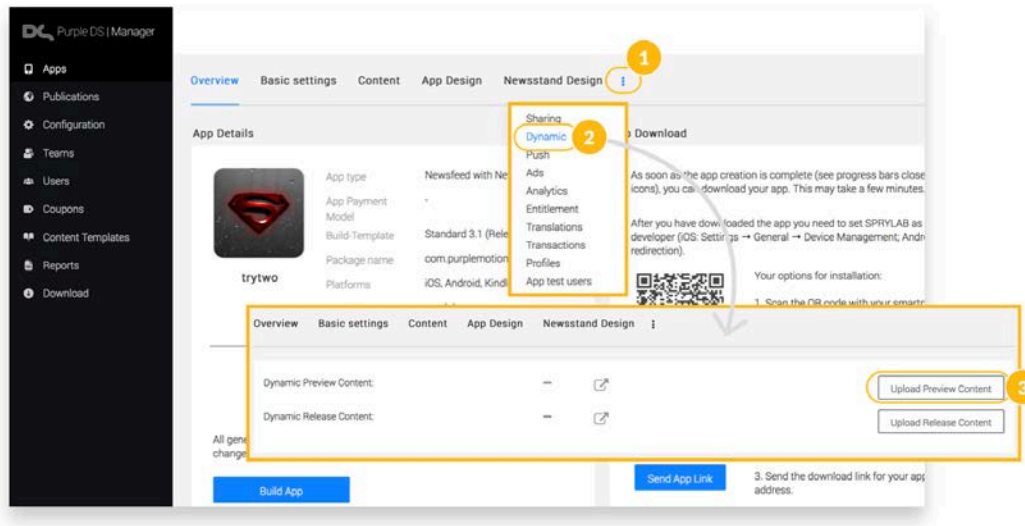 Purple DS | Manager
Apps
Publications
Configuration
Teams
Users
Coupons
Content Templates
Reports
Download
1
Overview Basic settings Content App Design Newsstand Design
Sharing
Dynamic 2
Push
Ads
Analytics
Entitlement
Translations
Transactions
Profiles
App test users
App Details
App type Newsfeed with Ne
App Payment Model -
Build-Template Standard 3.1 (Rele
Package name com.purplemotion
Platforms iOS, Android, Kindl
trytwo
Download
As soon as the app creation is complete (see progress bars close
icons), you can download your app. This may take a few minutes.
After you have downloaded the app you need to set SPRYLAB as
developer (iOS: Settings → General → Device Management; Andr
redirection).
Your options for installation:
1. Scan the QR code with your smartp
Overview Basic settings Content App Design Newsstand Design
Dynamic Preview Content: -- Upload Preview Content 3
Dynamic Release Content: -- Upload Release Content
All gene
change
Build App
Send App Link
3. Send the download link for your app
address.